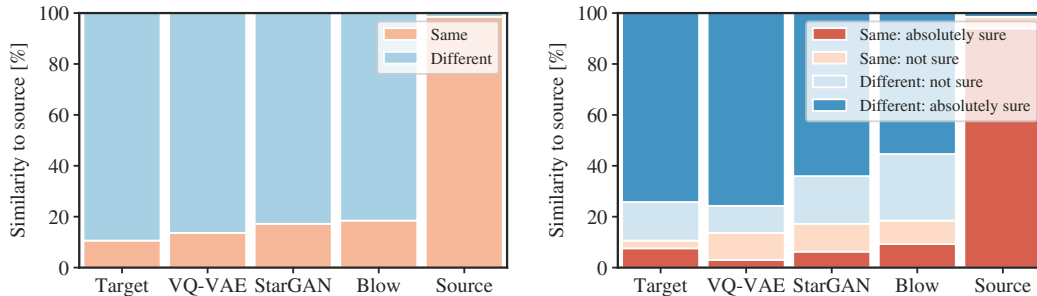 Similarity to source [%]
100
80
60
40
20
0
Same
Different
Target VQ-VAE StarGAN Blow Source
Similarity to source [%]
100
80
60
40
20
0
Same: absolutely sure
Same: not sure
Different: not sure
Different: absolutely sure
Target VQ-VAE StarGAN Blow Source